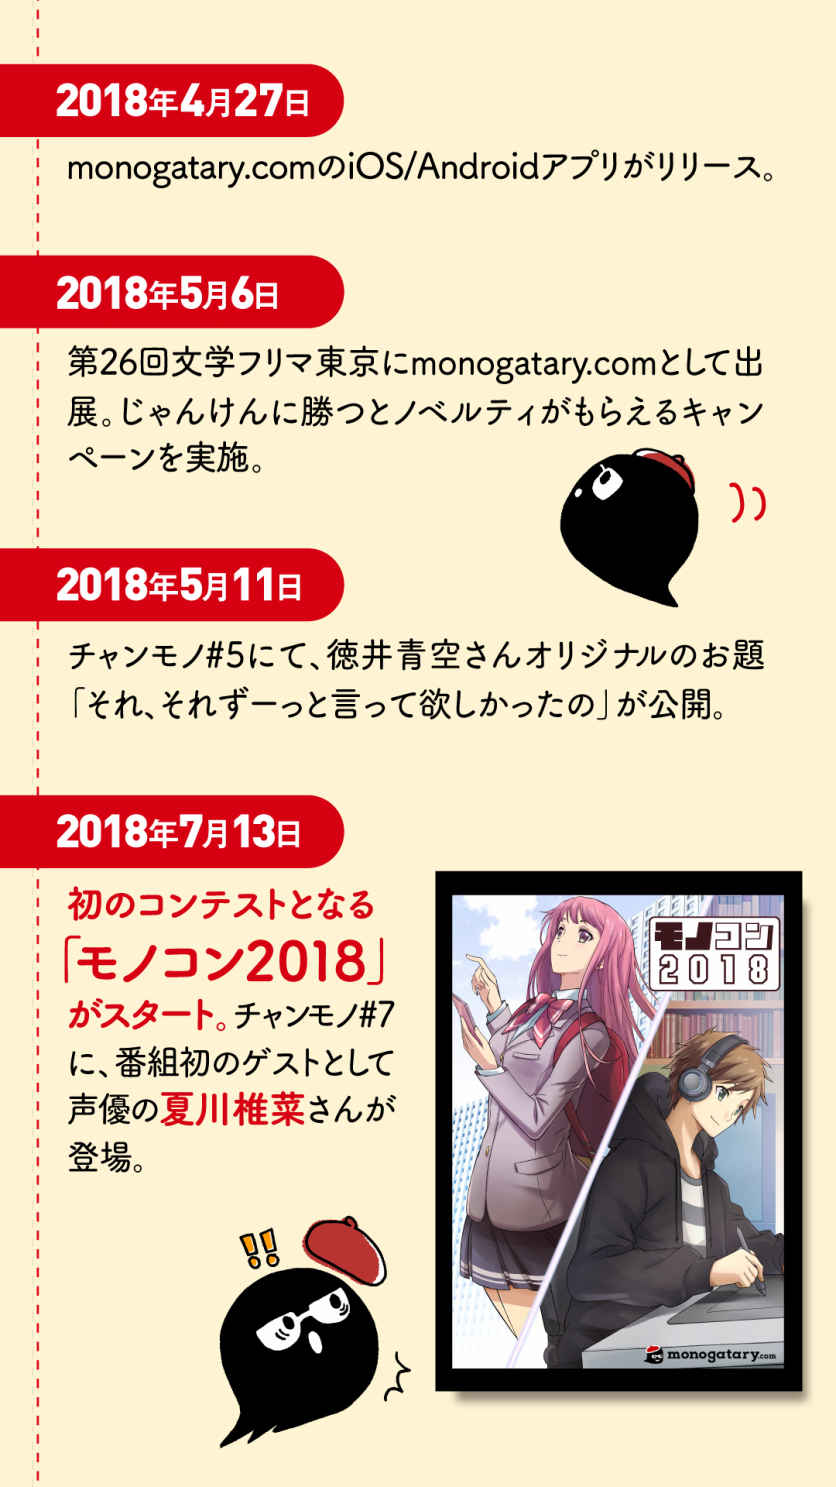 2018年4月27日
monogatary.comのiOS/Androidアプリがリリース。
2018年5月6日
第26回文学フリマ東京にmonogatary.comとして出
展。じゃんけんに勝つとノベルティがもらえるキャン
ペーンを実施。
2018年5月11日
チャンモノ#5にて、徳井青空さんオリジナルのお題
「それ、それずーっと言って欲しかったの」が公開。
2018年7月13日
初のコンテストとなる
「モノコン2018」
がスタート。チャンモノ#7
に、番組初のゲストとして
声優の夏川椎菜さんが
登場。
モノコン
2018
monogatary.com
!!